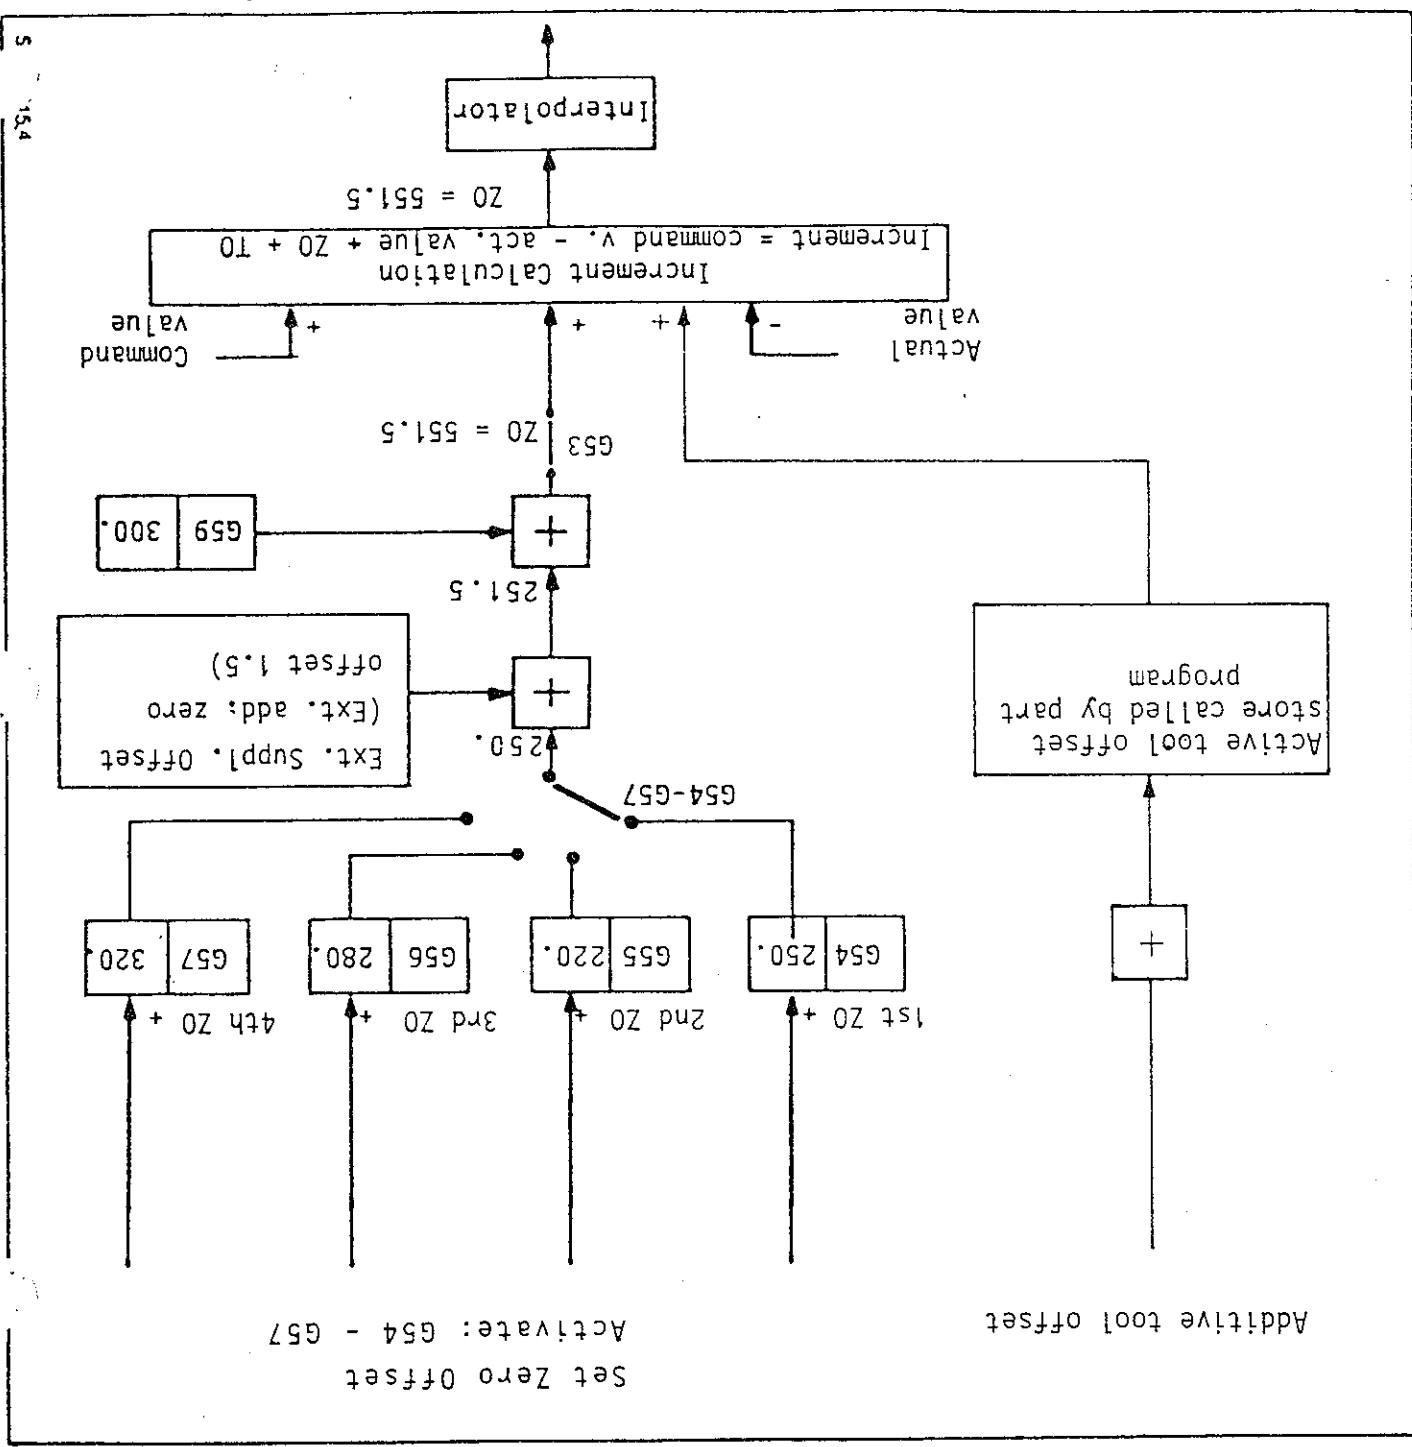 Additive tool offset
Set Zero Offset
Activate: G54 - G57
1st ZO +
2nd ZO +
3rd ZO +
4th ZO +
+
G54 250.
G55 220.
G56 280.
G57 320.
G54-G57
250.
Active tool offset
store called by part
program
+
Ext. Suppl. Offset
(Ext. add; zero
offset 1.5)
251.5
+
G59 300.
G53
ZO = 551.5
Actual
value
-
+
+
+
Command
value
Increment Calculation
Increment = command v. - act. value + ZO + TO
ZO = 551.5
Interpolator
5